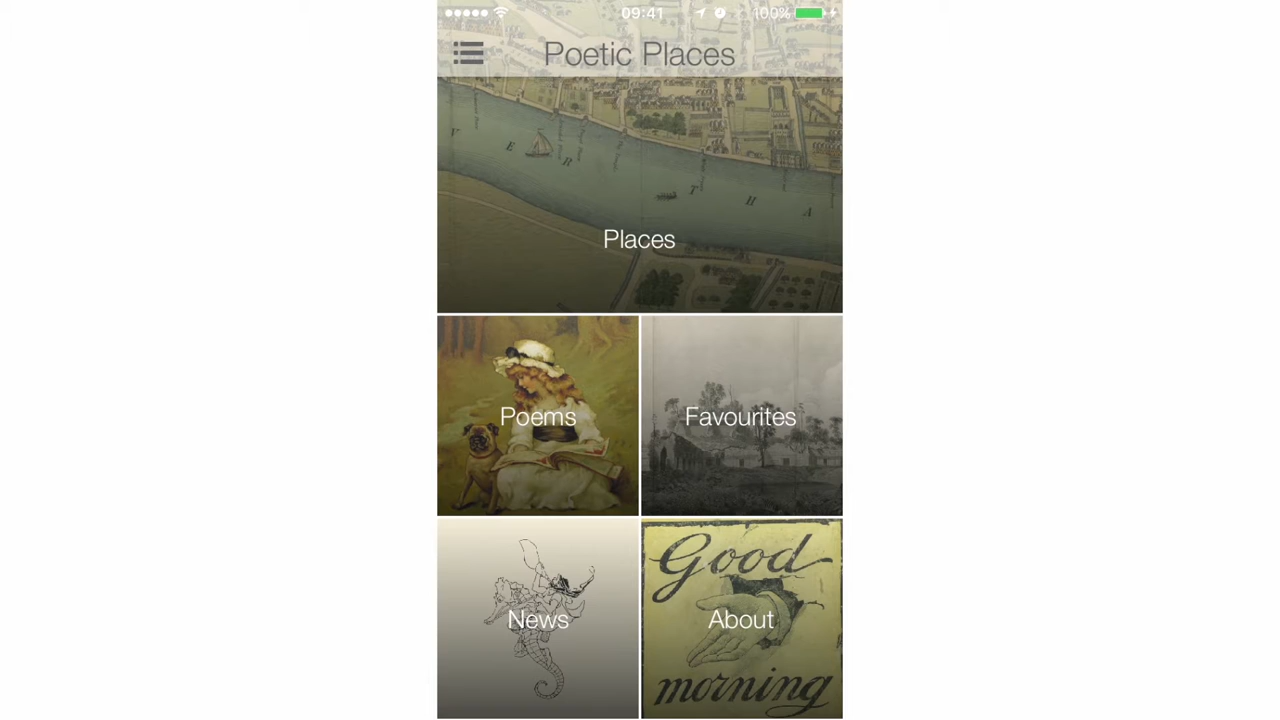 09:41
100%
Poetic Places
V E R T H A
Places
Poems
Favourites
Good
morning
News
About